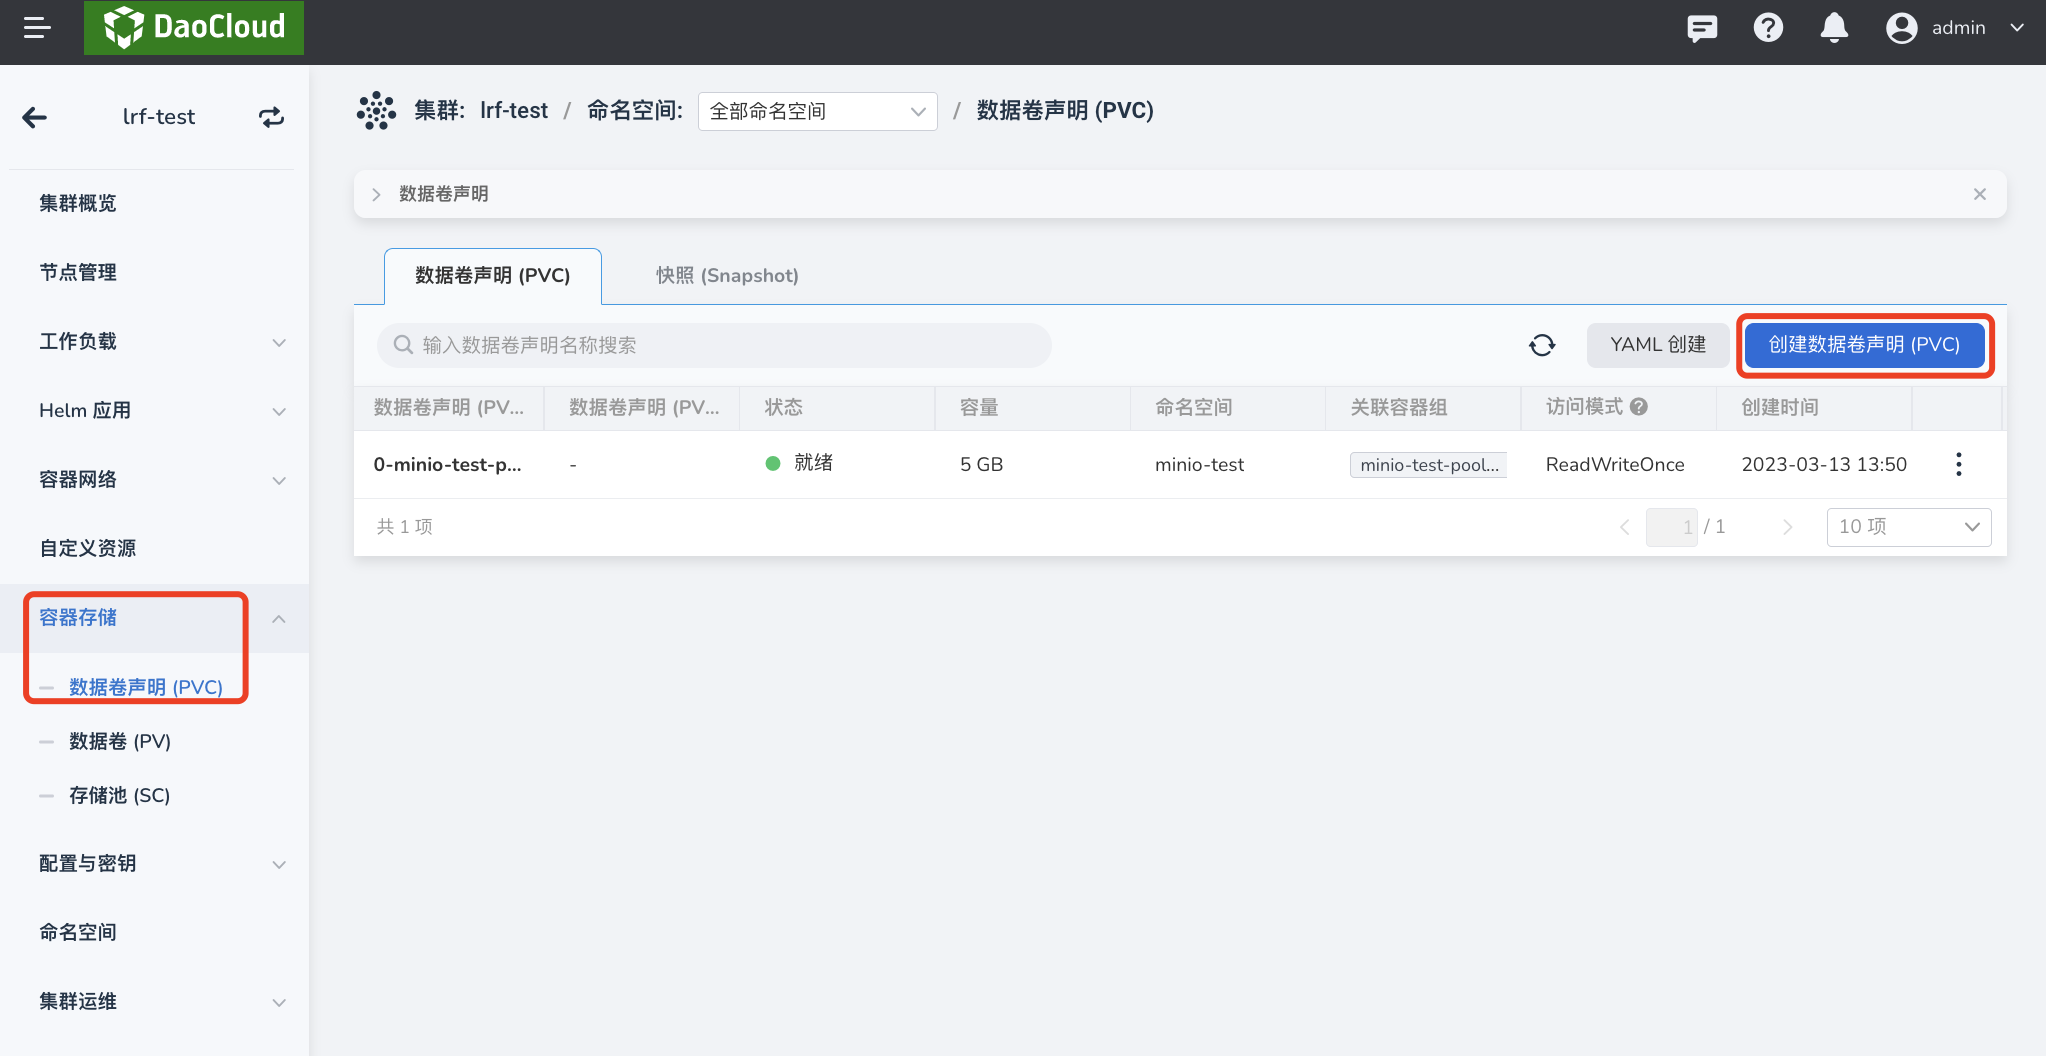 DaoCloud
admin
lrf-test
集群概览
节点管理
工作负载
Helm 应用
容器网络
自定义资源
容器存储
数据卷声明 (PVC)
数据卷 (PV)
存储池 (SC)
配置与密钥
命名空间
集群运维
集群: lrf-test / 命名空间: 全部命名空间 / 数据卷声明 (PVC)
数据卷声明
数据卷声明 (PVC) 快照 (Snapshot)
输入数据卷声明名称搜索 YAML 创建 创建数据卷声明 (PVC)
数据卷声明 (PV... 数据卷声明 (PV... 状态 容量 命名空间 关联容器组 访问模式 创建时间
0-minio-test-p... - 就绪 5 GB minio-test minio-test-pool... ReadWriteOnce 2023-03-13 13:50
共 1 项 1 / 1 10 项